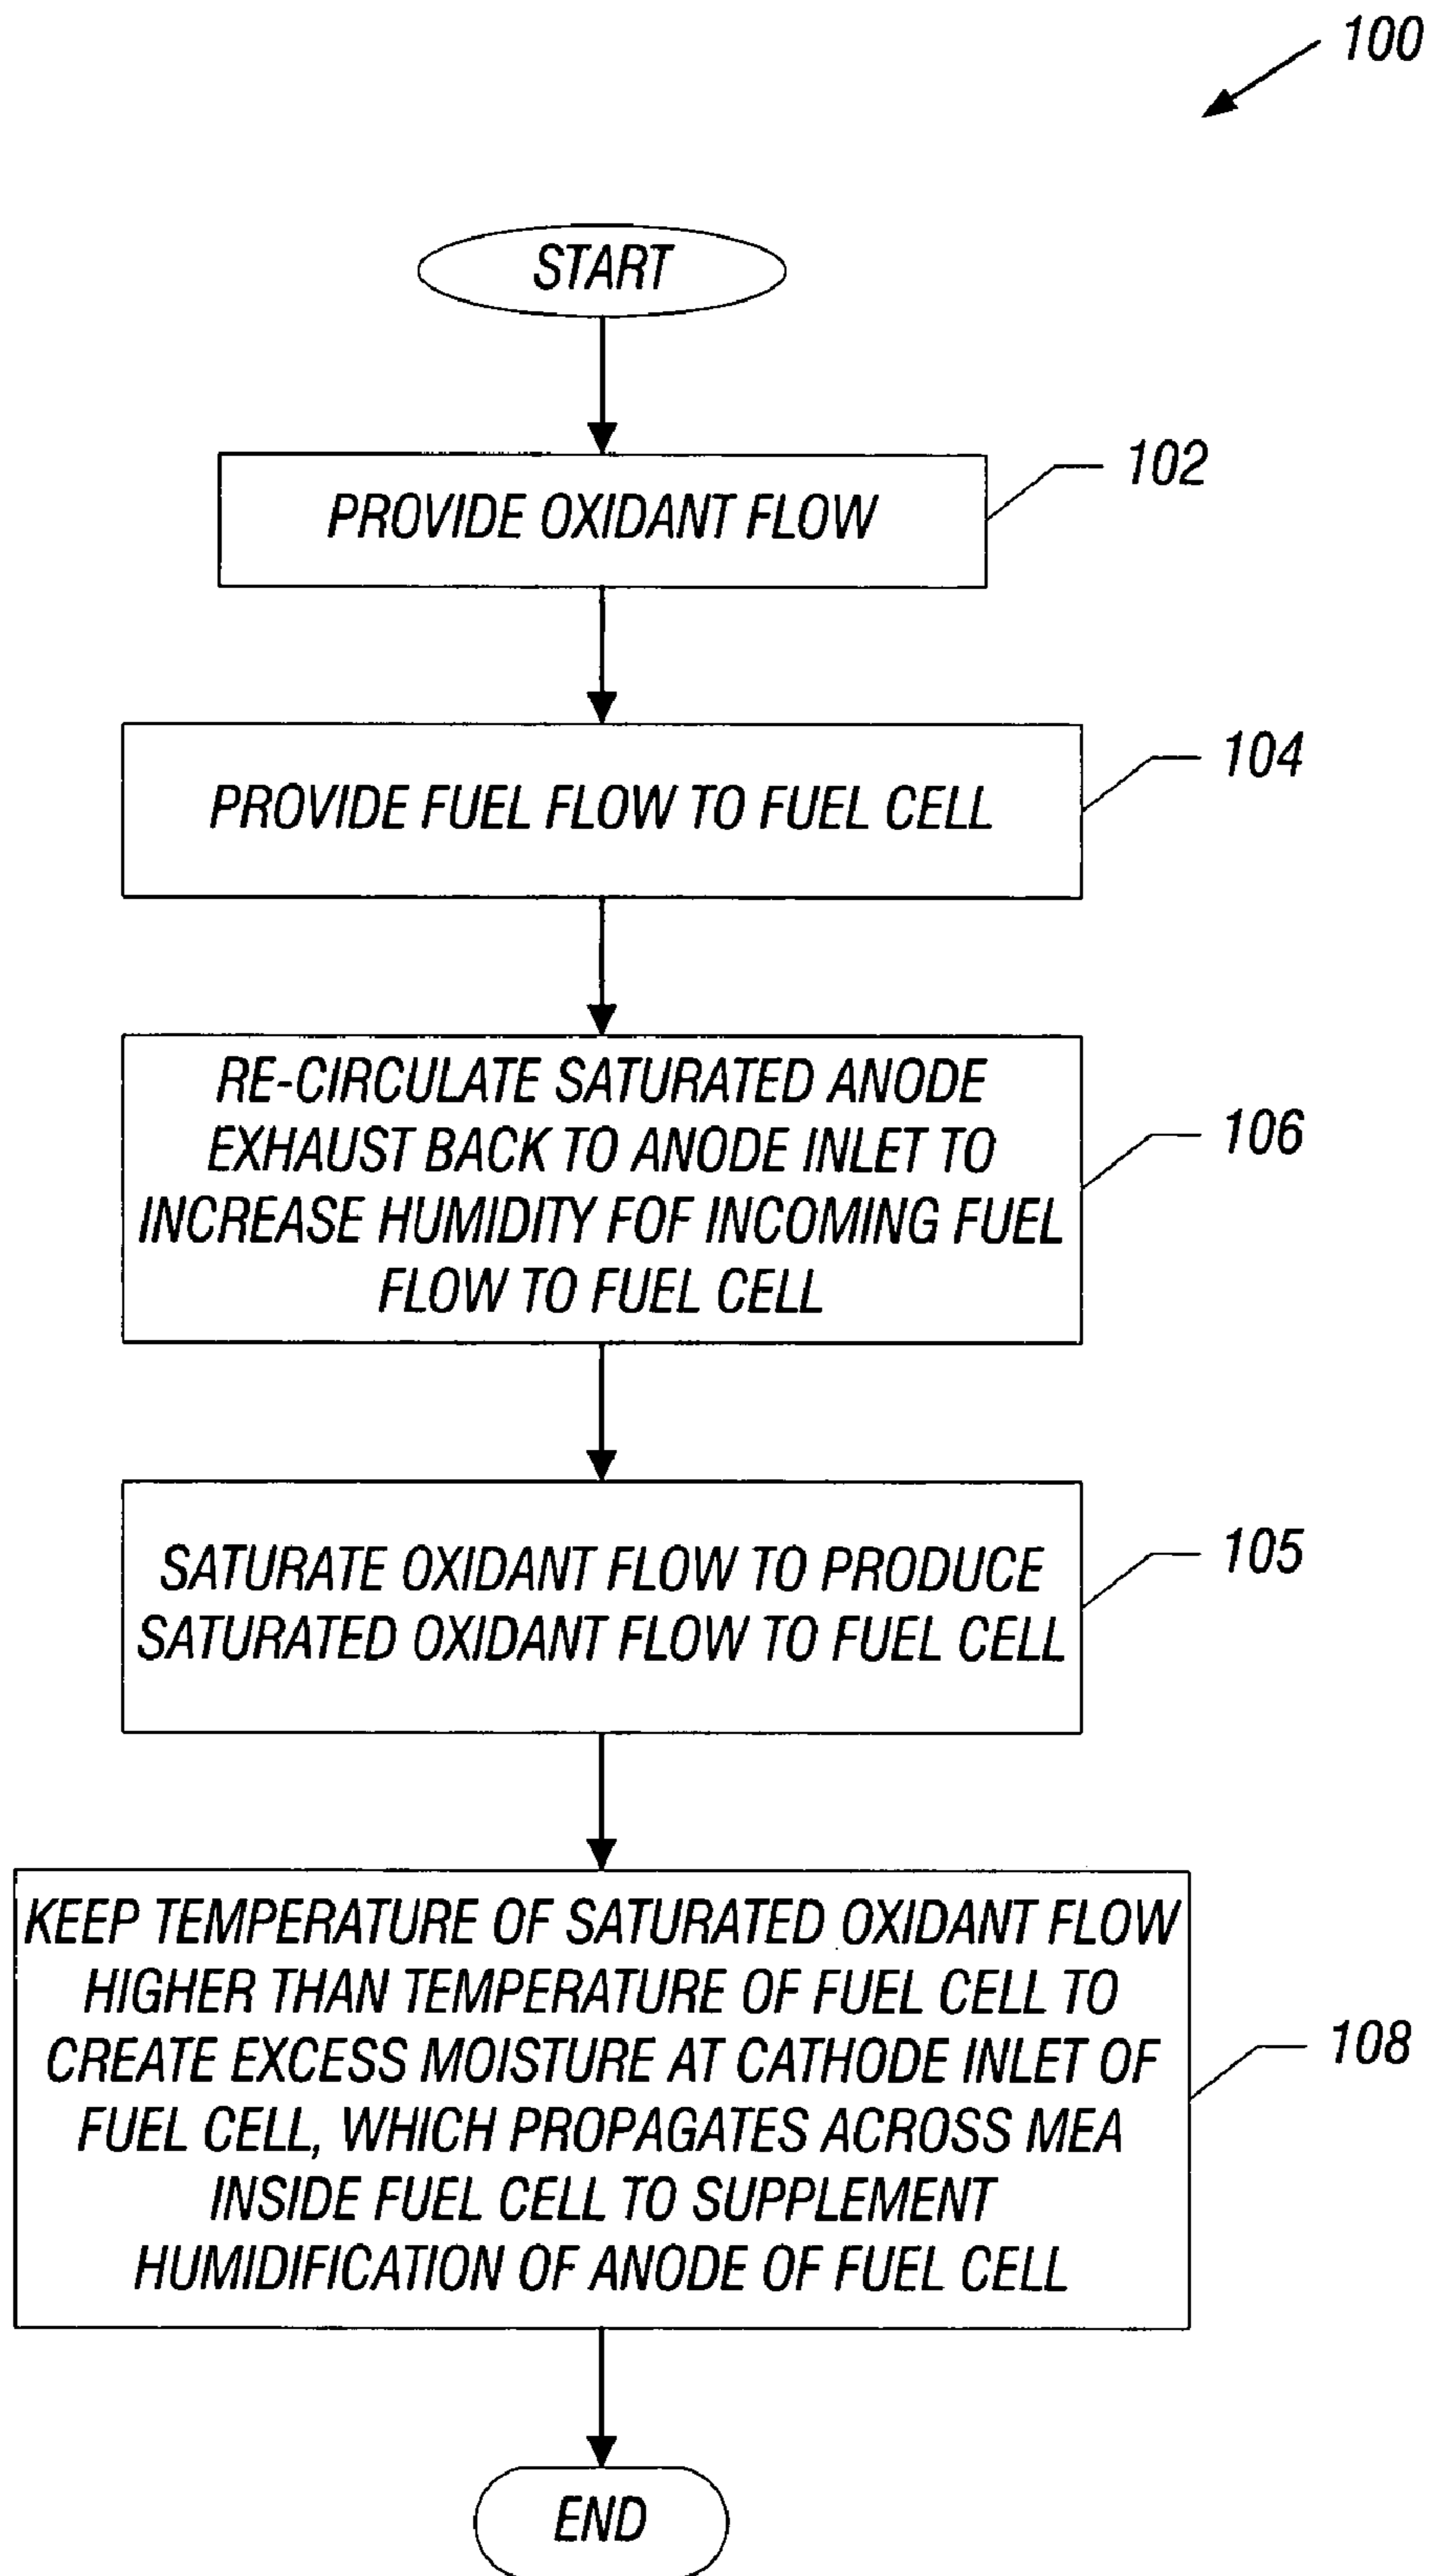 100
START
PROVIDE OXIDANT FLOW
102
PROVIDE FUEL FLOW TO FUEL CELL
104
RE-CIRCULATE SATURATED ANODE
EXHAUST BACK TO ANODE INLET TO
INCREASE HUMIDITY FOF INCOMING FUEL
FLOW TO FUEL CELL
106
SATURATE OXIDANT FLOW TO PRODUCE
SATURATED OXIDANT FLOW TO FUEL CELL
105
KEEP TEMPERATURE OF SATURATED OXIDANT FLOW
HIGHER THAN TEMPERATURE OF FUEL CELL TO
CREATE EXCESS MOISTURE AT CATHODE INLET OF
FUEL CELL, WHICH PROPAGATES ACROSS MEA
INSIDE FUEL CELL TO SUPPLEMENT
HUMIDIFICATION OF ANODE OF FUEL CELL
108
END